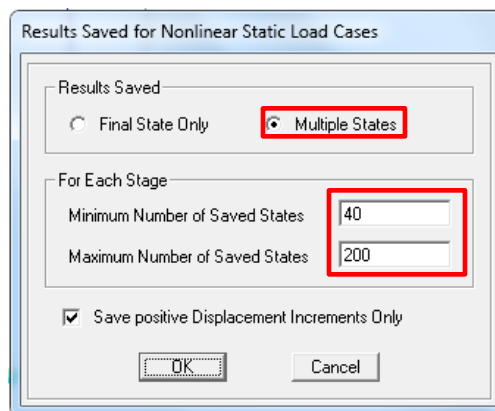 Results Saved for Nonlinear Static Load Cases
Results Saved
Final State Only Multiple States
For Each Stage
Minimum Number of Saved States 40
Maximum Number of Saved States 200
Save positive Displacement Increments Only
OK Cancel